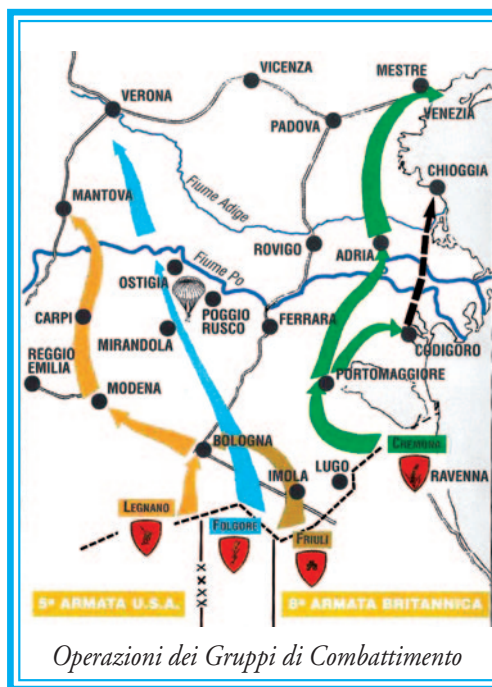 VICENZA
MESTRE
VERONA
VENEZIA
PADOVA
CHIOGGIA
MANTOVA
Fiume Adige
ROVIGO
ADRIA
Fiume Po
OSTIGIA
POGGIO
RUSCO
CARPI
MIRANDOLA
FERRARA
CODIGORO
REGGIO
EMILIA
MODENA
PORTOMAGGIORE
BOLOGNA
CREMONA
LUGO
IMOLA
RAVENNA
LEGNANO
FOLGORE
FRIULI
5ª ARMATA U.S.A.
8ª ARMATA BRITANNICA
Operazioni dei Gruppi di Combattimento